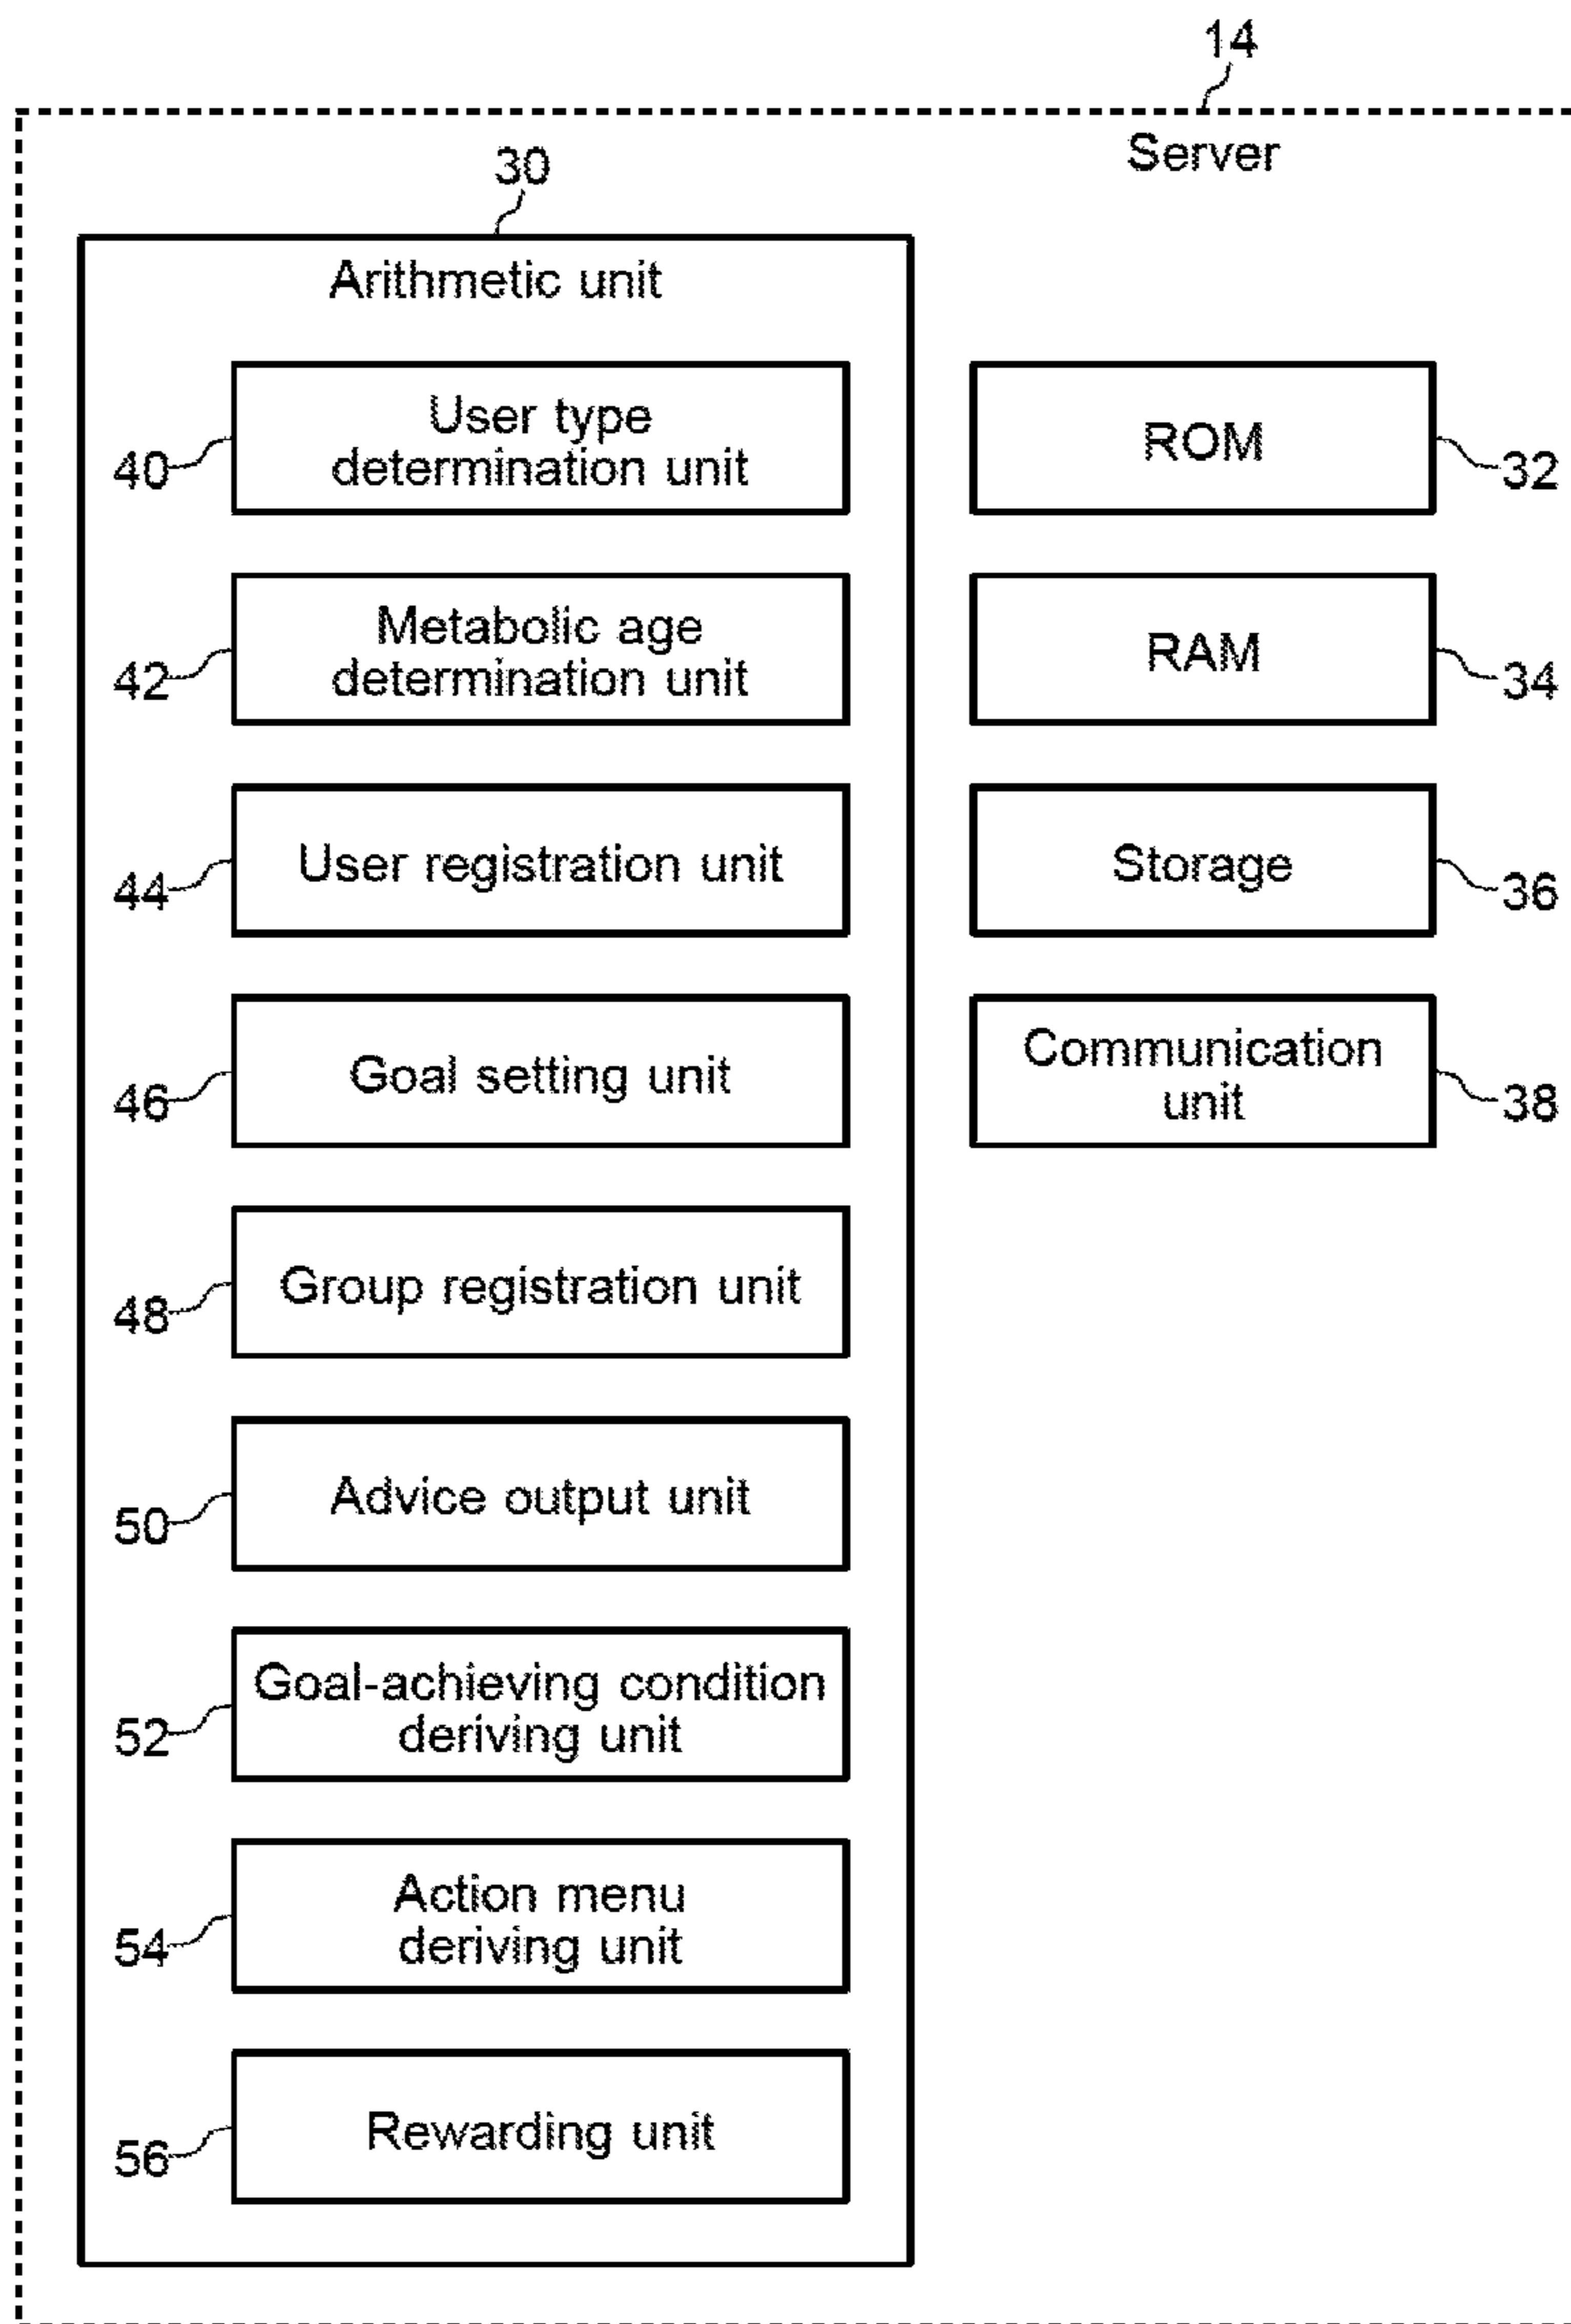 14
Server
30
Arithmetic unit
User type
determination unit
40
ROM
32
Metabolic age
determination unit
42
RAM
34
User registration unit
44
Storage
36
Goal setting unit
46
Communication
unit
38
Group registration unit
48
Advice output unit
50
Goal-achieving condition
deriving unit
52
Action menu
deriving unit
54
Rewarding unit
56